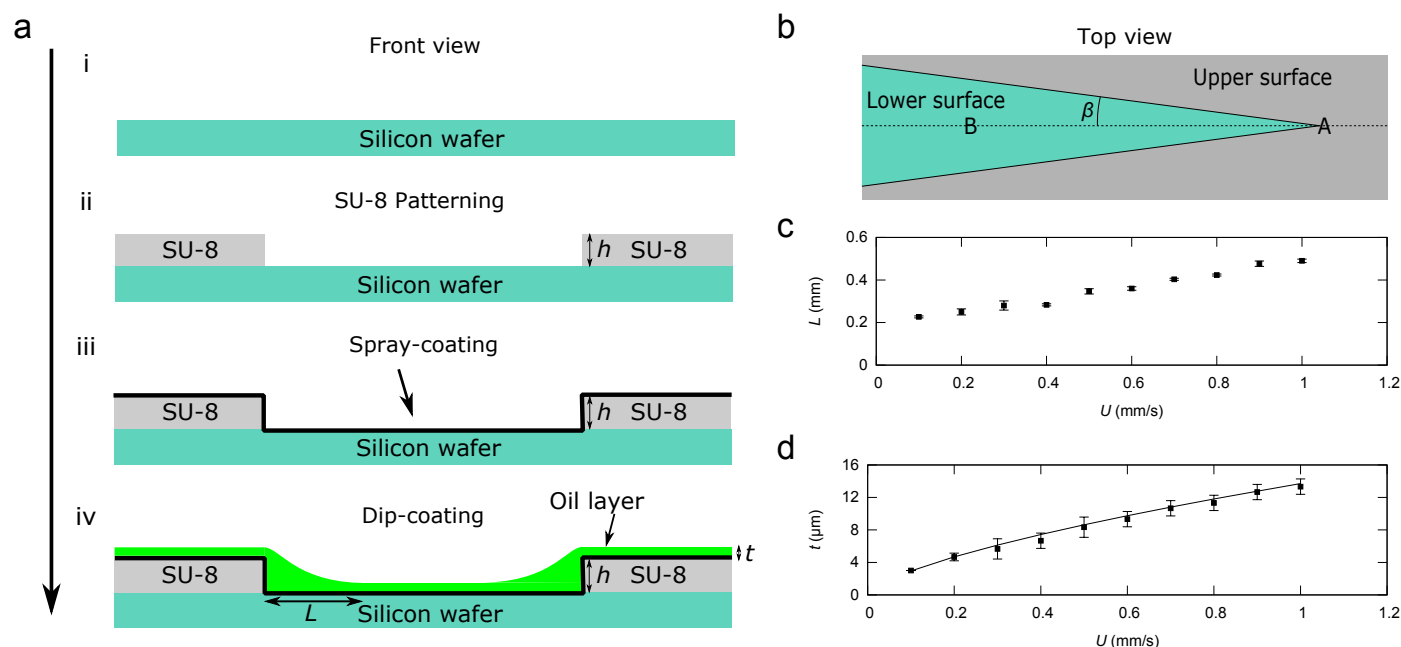 a
Front view
i
Silicon wafer
ii
SU-8 Patterning
SU-8
h
SU-8
Silicon wafer
iii
Spray-coating
SU-8
h
SU-8
Silicon wafer
iv
Dip-coating
Oil layer
t
SU-8
h
SU-8
L
Silicon wafer
b
Top view
Upper surface
Lower surface
β
B
A
c
0.6
0.4
0.2
0
L (mm)
0 0.2 0.4 0.6 0.8 1 1.2
U (mm/s)
d
16
12
8
4
0
t (μm)
0 0.2 0.4 0.6 0.8 1 1.2
U (mm/s)